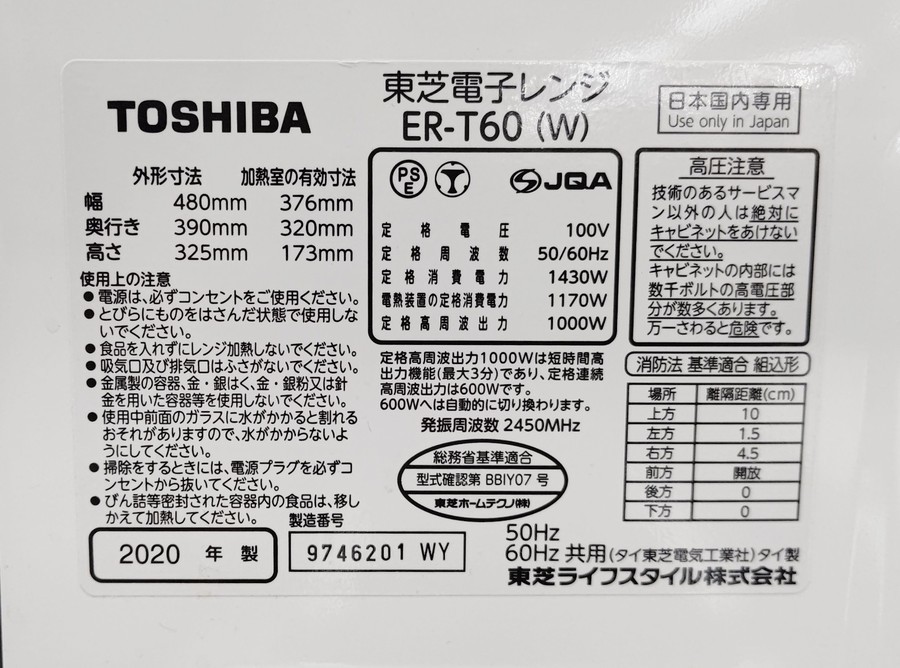 TOSHIBA
東芝電子レンジ
ER-T60 (W)
日本国内専用
Use only in Japan
外形寸法 加熱室の有効寸法
幅 480mm 376mm
奥行き 390mm 320mm
高さ 325mm 173mm
使用上の注意
●電源は、必ずコンセントをご使用ください。
●とびらにものをはさんだ状態で使用しな
いでください。
●食品を入れずにレンジ加熱しないでください。
●吸気口及び排気口はふさがないでください。
●金属製の容器、金・銀はく、金・銀粉又は針
金を用いた容器等を使用しないでください。
●使用中前面のガラスに水がかかると割れる
おそれがありますので、水がかからないよ
うにしてください。
●掃除をするときには、電源プラグを必ずコ
ンセントから抜いてください。
●びん詰等密封された容器内の食品は、移し
かえて加熱してください。
PSE
JQA
定格電圧 100V
定格周波数 50/60Hz
定格消費電力 1430W
電熱装置の定格消費電力 1170W
定格高周波出力 1000W
定格高周波出力1000Wは短時間高
出力機能(最大3分)であり、定格連続
高周波出力は600Wです。
600Wへは自動的に切り換わります。
発振周波数 2450MHz
総務省基準適合
型式確認第 BBIY07 号
東芝ホームテクノ(株)
高圧注意
技術のあるサービスマ
ン以外の人は絶対に
キャビネットをあけない
でください。
キャビネットの内部には
数千ボルトの高電圧部
分が数多くあります。
万一さわると危険です。
消防法 基準適合 組込形
場所 離隔距離(cm)
上方 10
左方 1.5
右方 4.5
前方 開放
後方 0
下方 0
製造番号
2020 年 製
9746201 WY
50Hz
60Hz 共用 (タイ東芝電気工業社) タイ製
東芝ライフスタイル株式会社